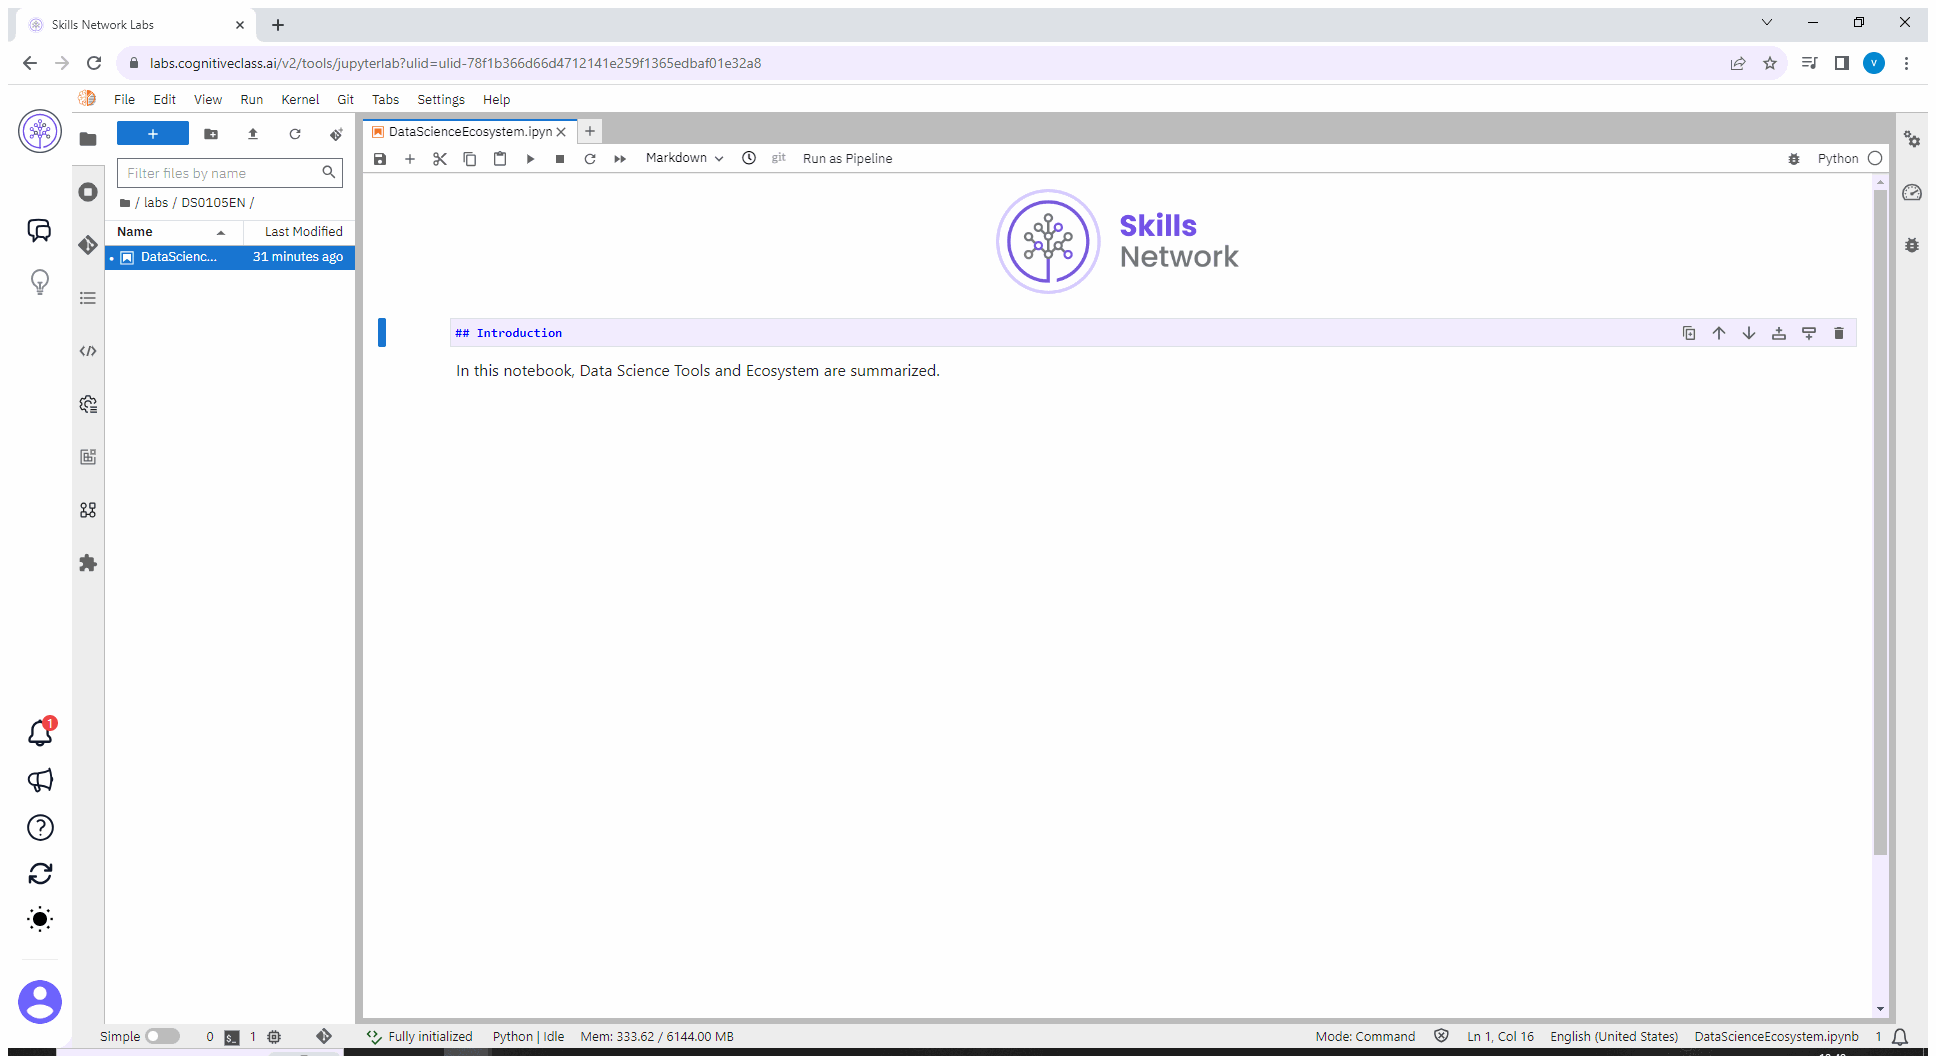 Skills Network Labs
labs.cognitiveclass.ai/v2/tools/jupyterlab?ulid=ulid-78f1b366d66d4712141e259f1365edbaf01e32a8
V
File Edit View Run Kernel Git Tabs Settings Help
DataScienceEcosystem.ipyn
Markdown
git
Run as Pipeline
Python
Filter files by name
/ labs / DS0105EN /
Name Last Modified
DataScienc... 31 minutes ago
Skills
Network
## Introduction
In this notebook, Data Science Tools and Ecosystem are summarized.
1
Simple 0 $_ 1 Fully initialized Python | Idle Mem: 333.62 / 6144.00 MB Mode: Command Ln 1, Col 16 English (United States) DataScienceEcosystem.ipynb 1